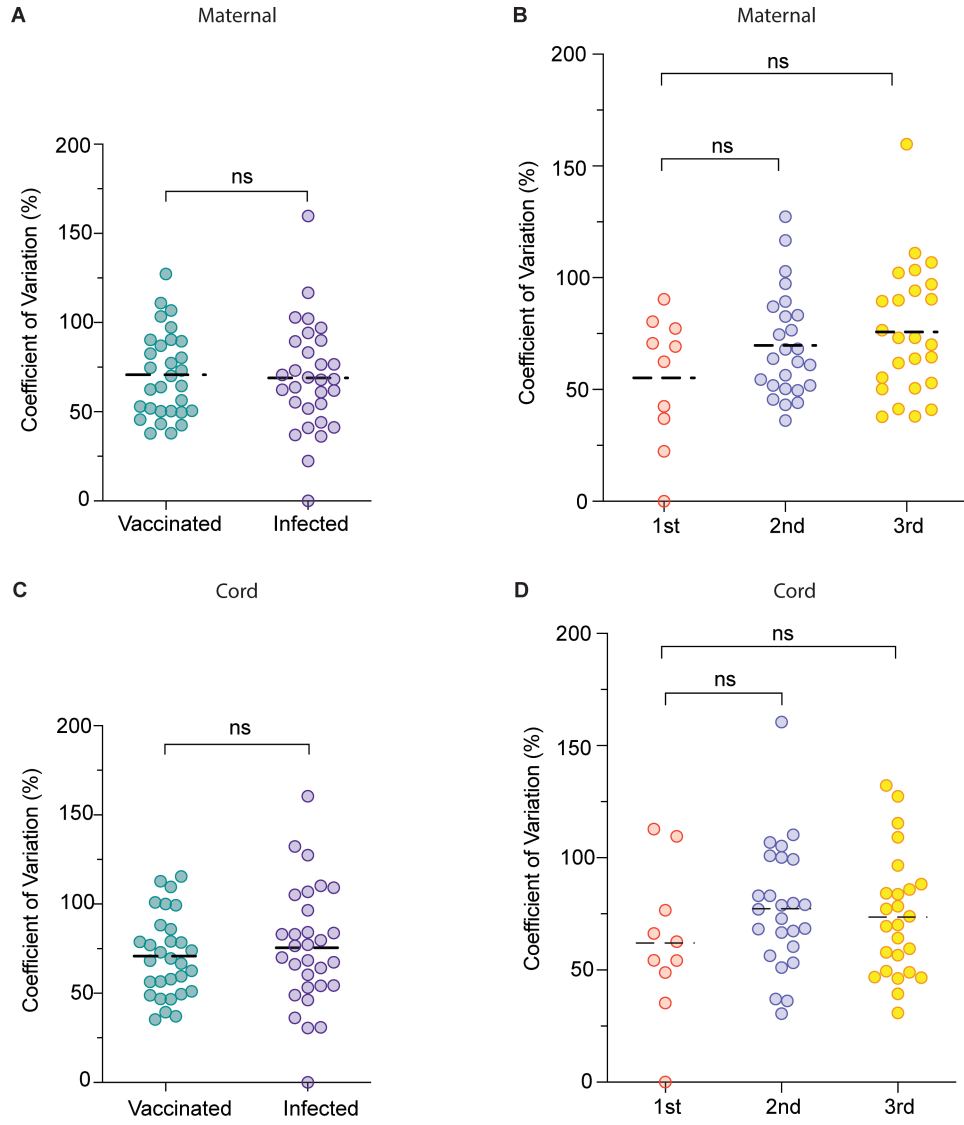 A
Maternal
B
Maternal
Coefficient of Variation (%)
200
150
100
50
0
ns
Vaccinated
Infected
Coefficient of Variation (%)
200
150
100
50
0
ns
ns
1st
2nd
3rd
C
Cord
D
Cord
Coefficient of Variation (%)
200
150
100
50
0
ns
Vaccinated
Infected
Coefficient of Variation (%)
200
150
100
50
0
ns
ns
1st
2nd
3rd